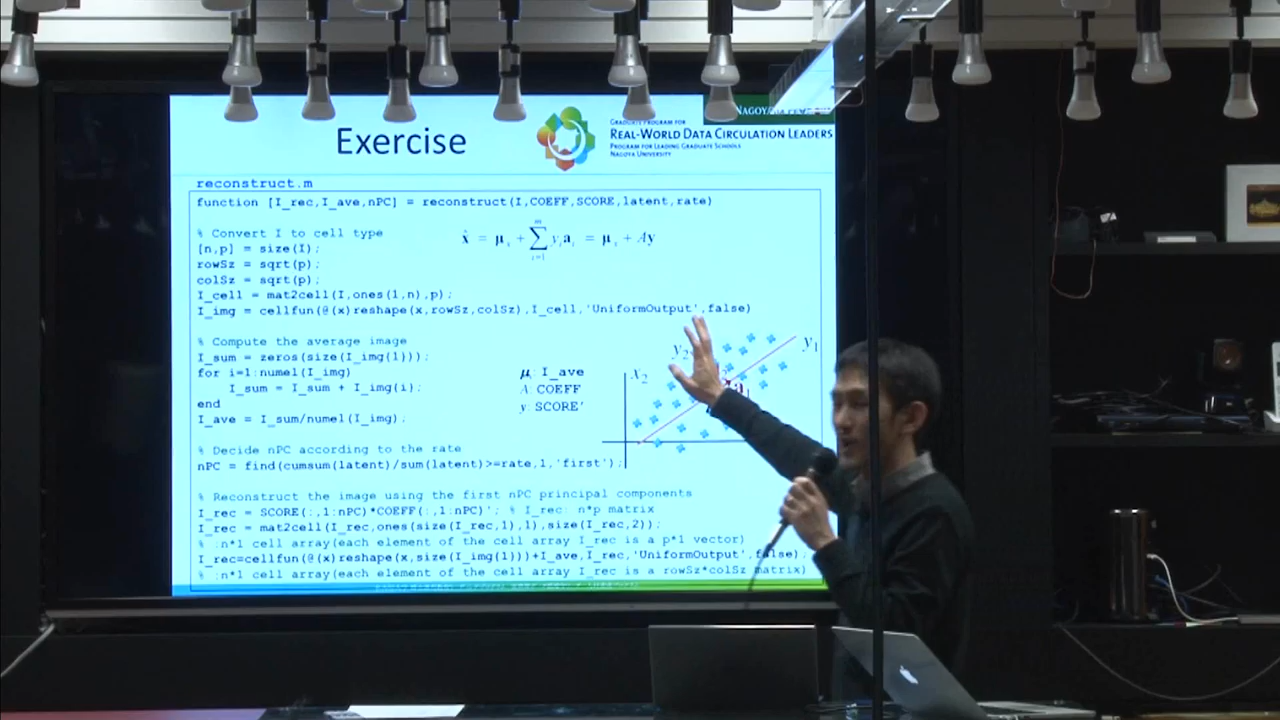 NAGOYA
Exercise
GRADUATE PROGRAM FOR
REAL-WORLD DATA CIRCULATION LEADERS
PROGRAM FOR LEADING GRADUATE SCHOOLS
NAGOYA UNIVERSITY
reconstruct.m
function [I_rec,I_ave,nPC] = reconstruct(I,COEFF,SCORE,latent,rate)
% Convert I to cell type
[n,p] = size(I);
rowSz = sqrt(p);
colSz = sqrt(p);
I_cell = mat2cell(I,ones(1,n),p);
I_img = cellfun(@(x)reshape(x,rowSz,colSz),I_cell,'UniformOutput',false)
% Compute the average image
I_sum = zeros(size(I_img(1)));
for i=1:numel(I_img)
I_sum = I_sum + I_img(i);
end
I_ave = I_sum/numel(I_img);
μ: I_ave
A: COEFF
y: SCORE'
x2
y2
y1
% Decide nPC according to the rate
nPC = find(cumsum(latent)/sum(latent)>=rate,1,'first');
% Reconstruct the image using the first nPC principal components
I_rec = SCORE(:,1:nPC)*COEFF(:,1:nPC)'; % I_rec: n*p matrix
I_rec = mat2cell(I_rec,ones(size(I_rec,1),1),size(I_rec,2));
% :n*1 cell array(each element of the cell array I_rec is a p*1 vector)
I_rec=cellfun(@(x)reshape(x,size(I_img(1)))+I_ave,I_rec,'UniformOutput',false);
% :n*1 cell array(each element of the cell array I_rec is a rowSz*colSz matrix)